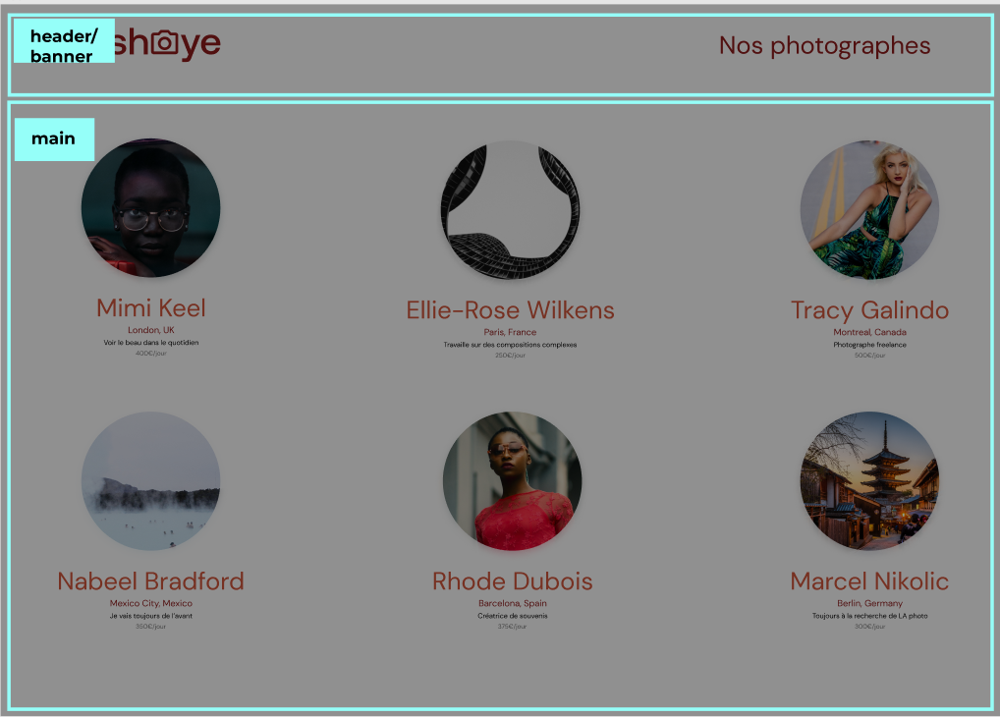 header/
banner
Nos photographes
main
Mimi Keel
London, UK
Voir le beau dans le quotidien
400€/jour
Ellie-Rose Wilkens
Paris, France
Travaille sur des compositions complexes
250€/jour
Tracy Galindo
Montreal, Canada
Photographe freelance
500€/jour
Nabeel Bradford
Mexico City, Mexico
Je vais toujours de l'avant
350€/jour
Rhode Dubois
Barcelona, Spain
Créatrice de souvenis
375€/jour
Marcel Nikolic
Berlin, Germany
Toujours à la recherche de LA photo
300€/jour